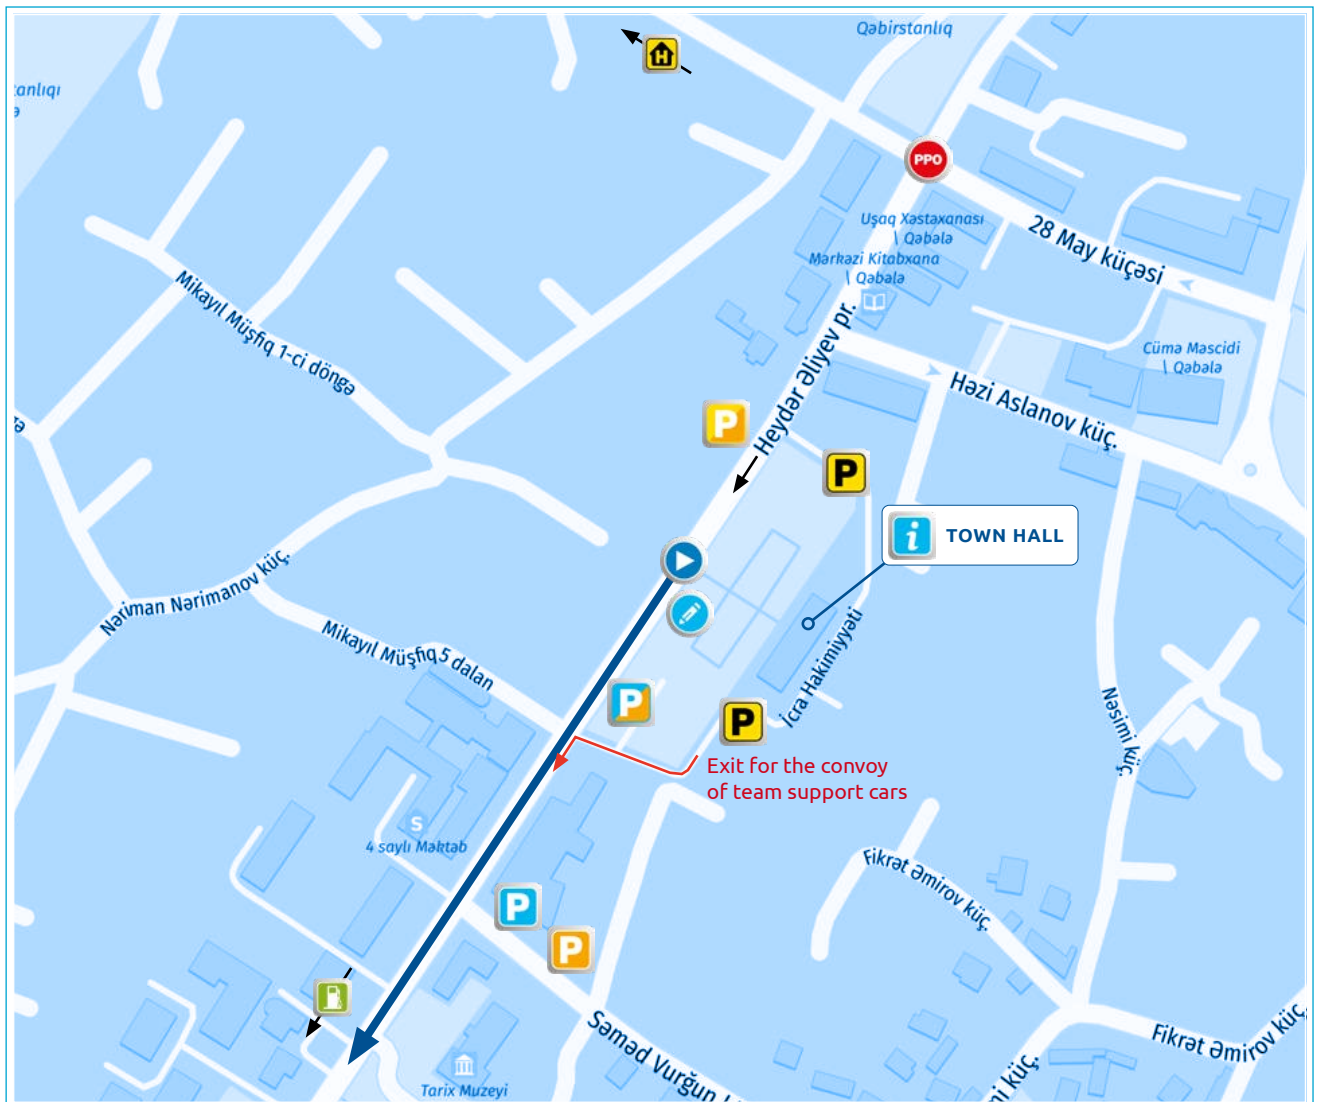 Qəbirstanlıq
H
PPO
Uşaq Xəstəxanası
\ Qəbələ
Mərkəzi Kitabxana
\ Qəbələ
28 May küçəsi
Cümə Məscidi
\ Qəbələ
Mikayıl Müşfiq 1-ci döngə
Heydər Əliyev pr.
Həzi Aslanov küç.
P
P
i TOWN HALL
Nəriman Nərimanov küç.
Mikayıl Müşfiq 5 dalan
İcra Hakimiyyəti
P
P
Nəsimi küç.
Exit for the convoy
of team support cars
S
4 saylı Məktəb
Fikrət Əmirov küç.
P
P
Səməd Vurğun
Fikrət Əmirov küç.
mi küç.
Tarix Muzeyi